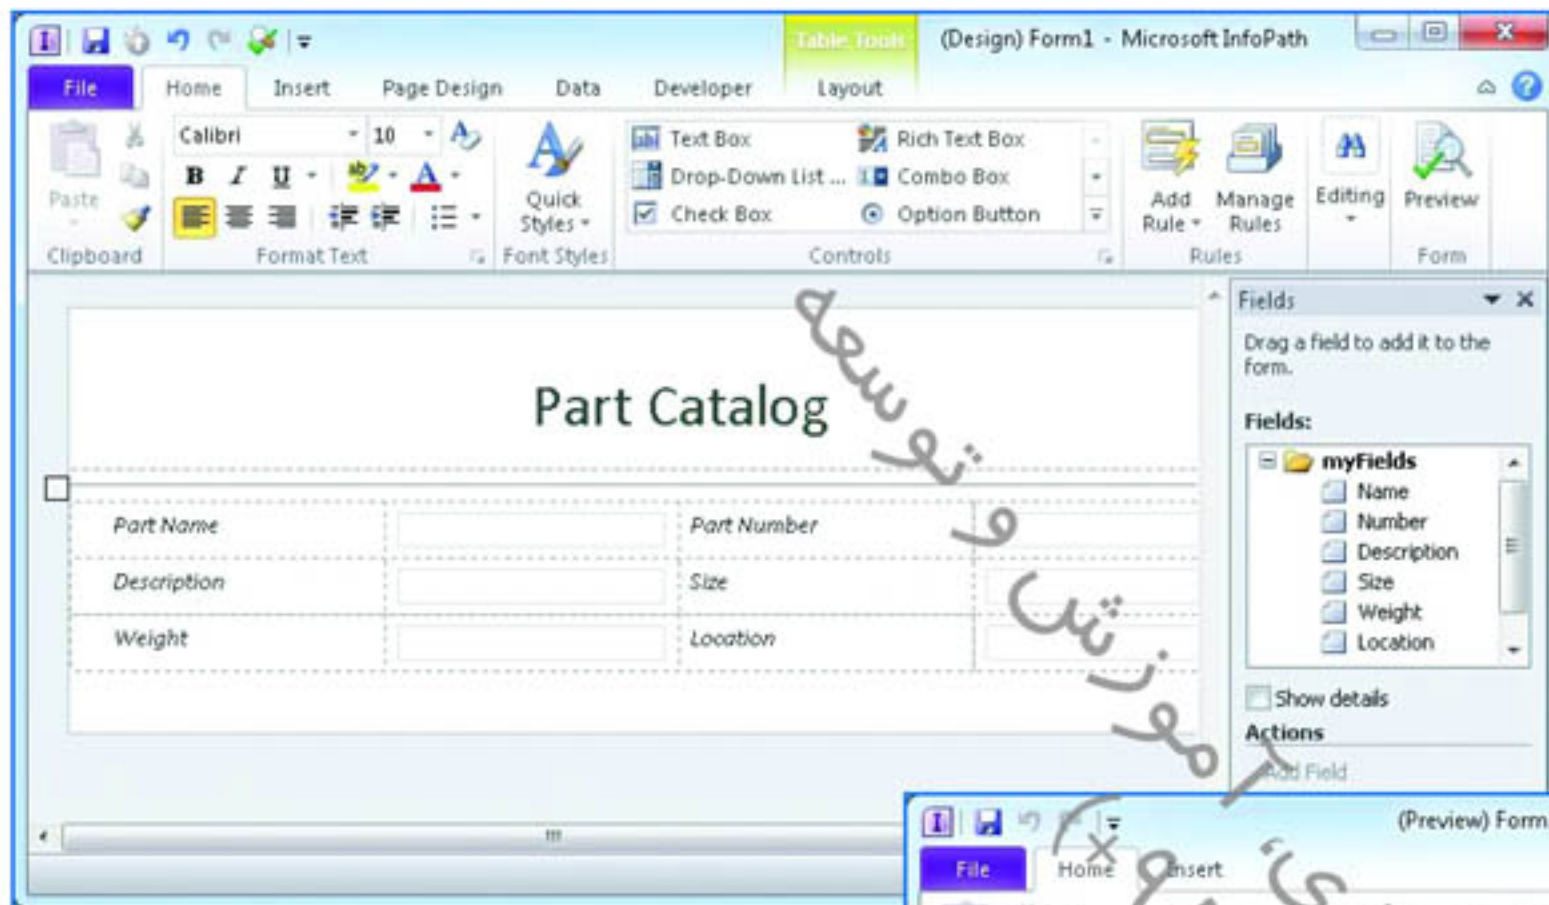 Table Tools
(Design) Form1 - Microsoft InfoPath
File Home Insert Page Design Data Developer Layout
Calibri 10
Paste
B I U
Quick Styles
Text Box Rich Text Box
Drop-Down List ... Combo Box
Check Box Option Button
Add Rule
Manage Rules
Editing
Preview
Clipboard Format Text Font Styles Controls Rules Form
Part Catalog
Part Name Part Number
Description Size
Weight Location
Fields
Drag a field to add it to the
form.
Fields:
myFields
Name
Number
Description
Size
Weight
Location
Show details
Actions
Add Field
(Preview) Form
File Home Insert
آموزش و توسعه